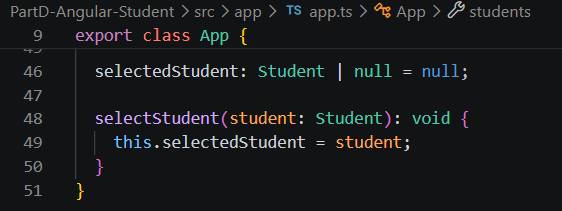 PartD-Angular-Student > src > app > TS app.ts > App > students
9 export class App {
46 selectedStudent: Student | null = null;
47
48 selectStudent(student: Student): void {
49 this.selectedStudent = student;
50 }
51 }